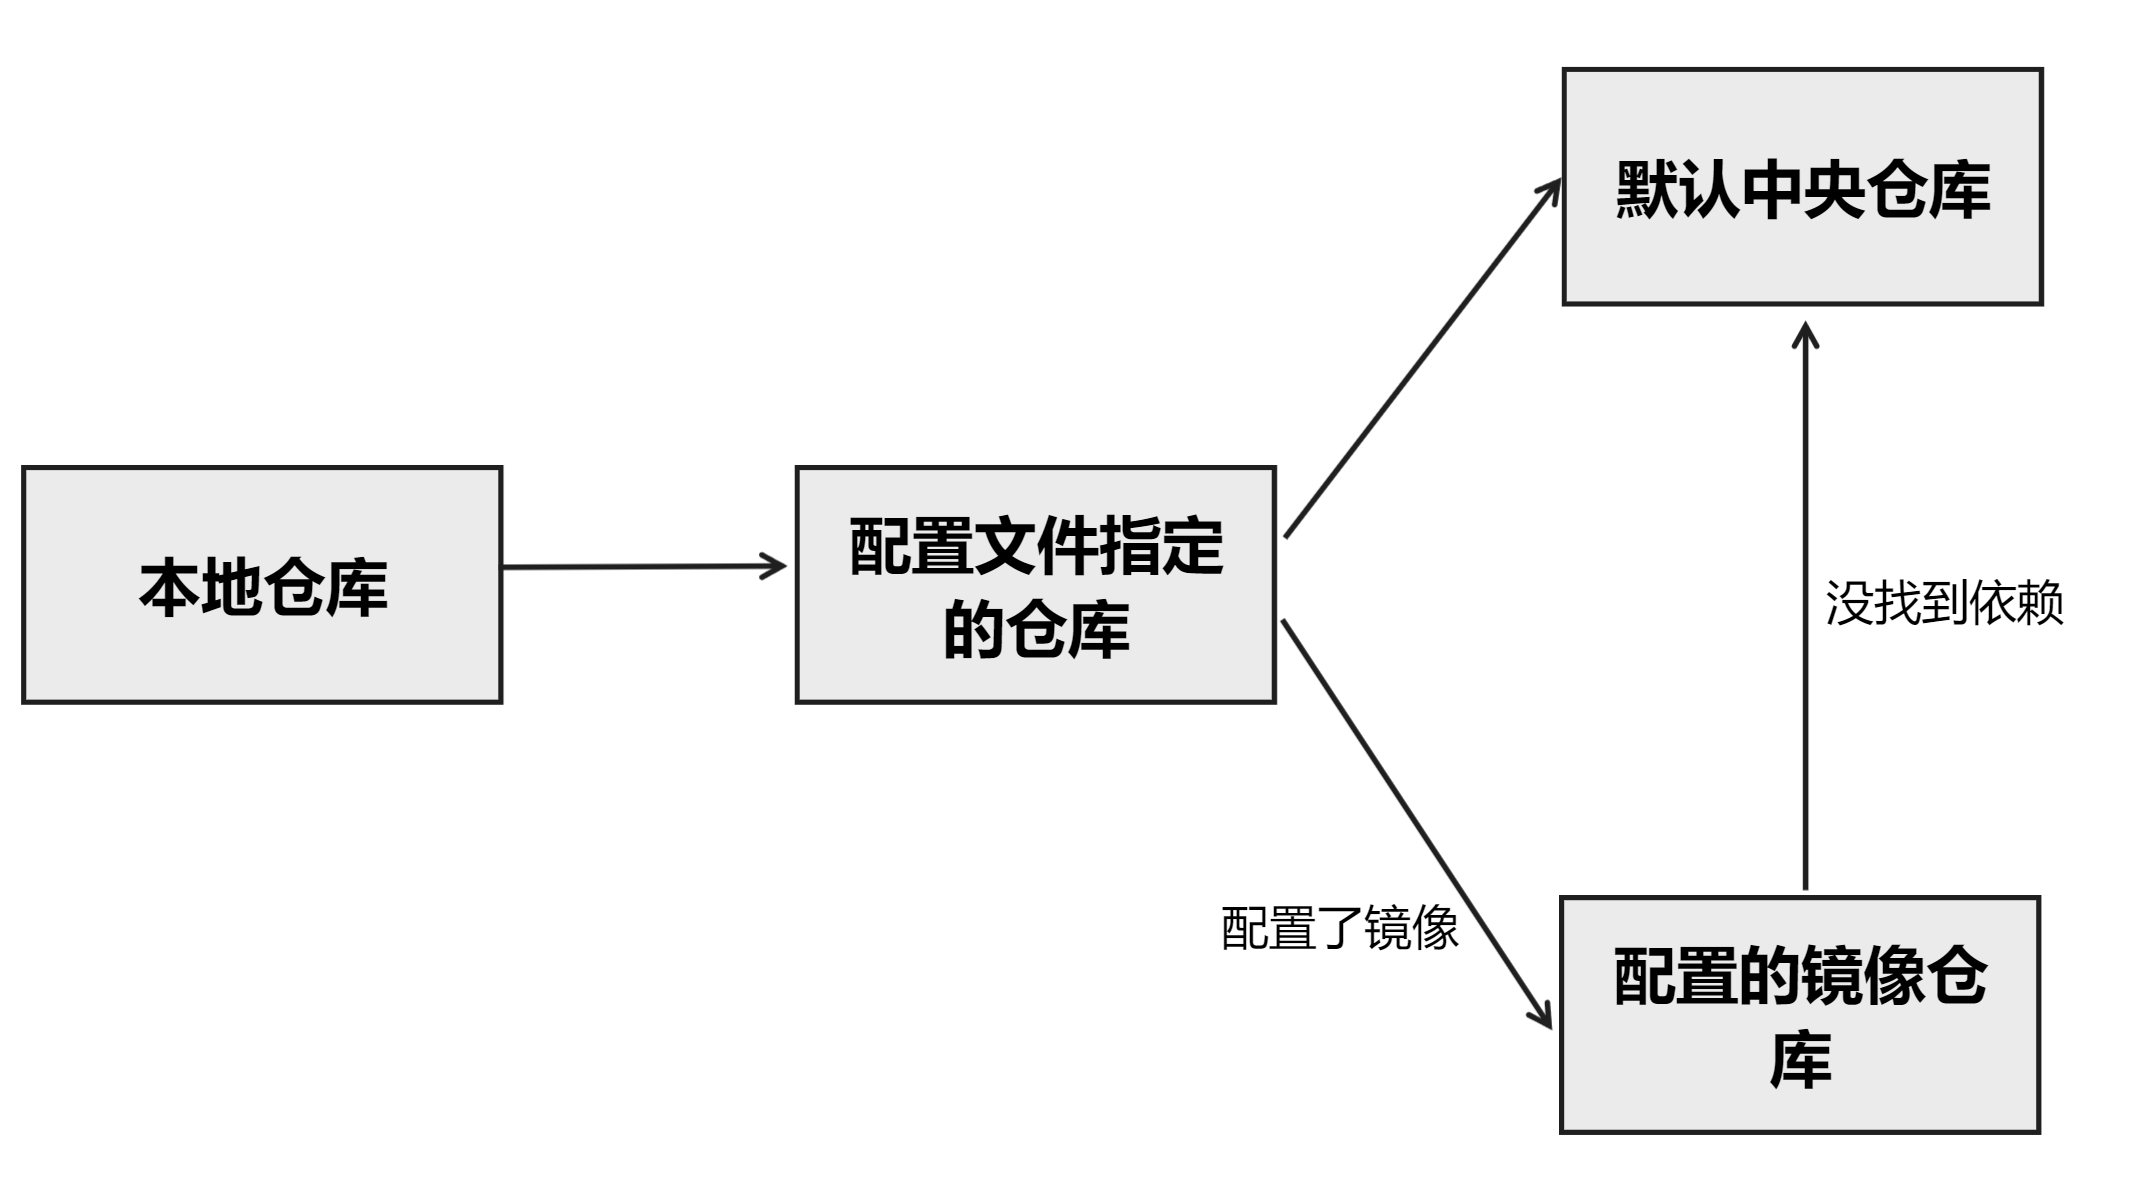 默认中央仓库
本地仓库
配置文件指定
的仓库
没找到依赖
配置了镜像
配置的镜像仓
库